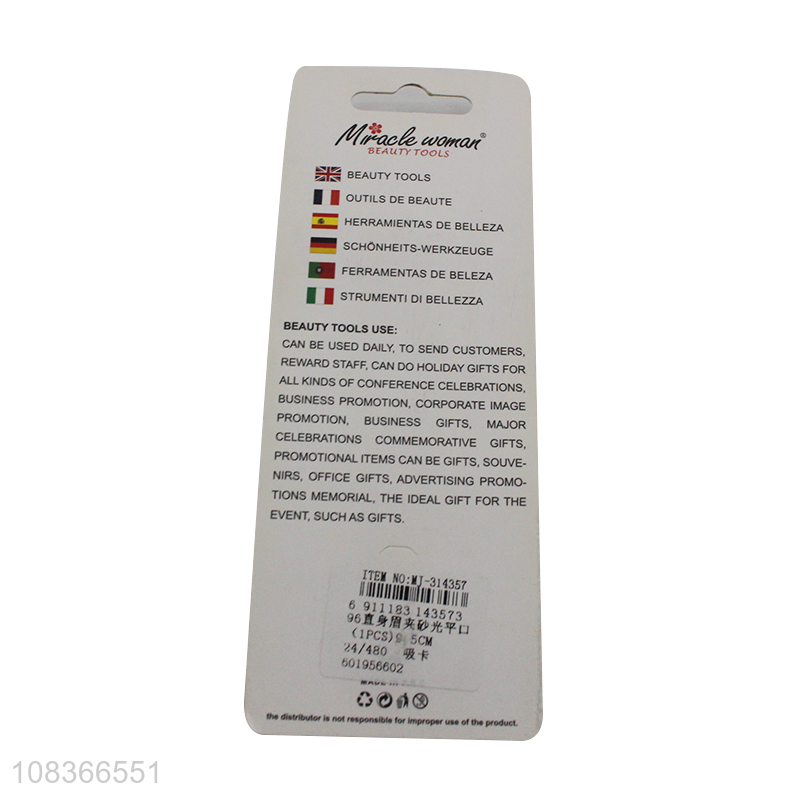 Miracle woman®
BEAUTY TOOLS
BEAUTY TOOLS
OUTILS DE BEAUTE
HERRAMIENTAS DE BELLEZA
SCHÖNHEITS-WERKZEUGE
FERRAMENTAS DE BELEZA
STRUMENTI DI BELLEZZA
BEAUTY TOOLS USE:
CAN BE USED DAILY, TO SEND CUSTOMERS,
REWARD STAFF, CAN DO HOLIDAY GIFTS FOR
ALL KINDS OF CONFERENCE CELEBRATIONS,
BUSINESS PROMOTION, CORPORATE IMAGE
PROMOTION, BUSINESS GIFTS, MAJOR
CELEBRATIONS COMMEMORATIVE GIFTS,
PROMOTIONAL ITEMS CAN BE GIFTS, SOUVE-
NIRS, OFFICE GIFTS, ADVERTISING PROMO-
TIONS MEMORIAL, THE IDEAL GIFT FOR THE
EVENT, SUCH AS GIFTS.
ITEM NO:MJ-314357
6 911183 143573
96直身眉夹砂光平口
(1PCS)9.5CM
24/480 吸卡
601956602
the distributor is not responsible for improper use of the product.
108366551